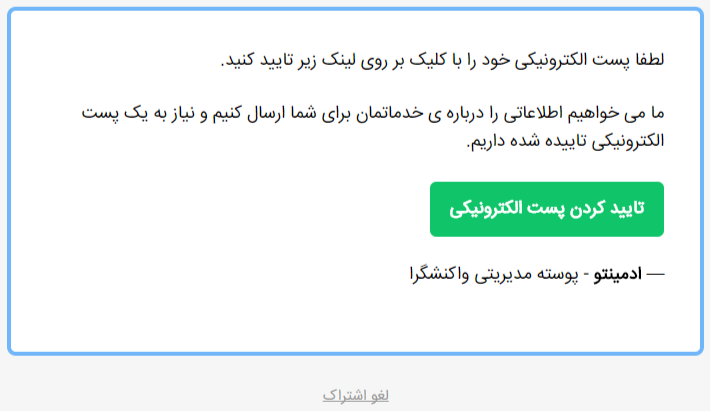 لطفا پست الکترونیکی خود را با کلیک بر روی لینک زیر تایید کنید.
ما می خواهیم اطلاعاتی را درباره ی خدماتمان برای شما ارسال کنیم و نیاز به یک پست
الکترونیکی تاییده شده داریم.
تایید کردن پست الکترونیکی
— ادمینتو - پوسته مدیریتی واکنشگرا
لغو اشتراک